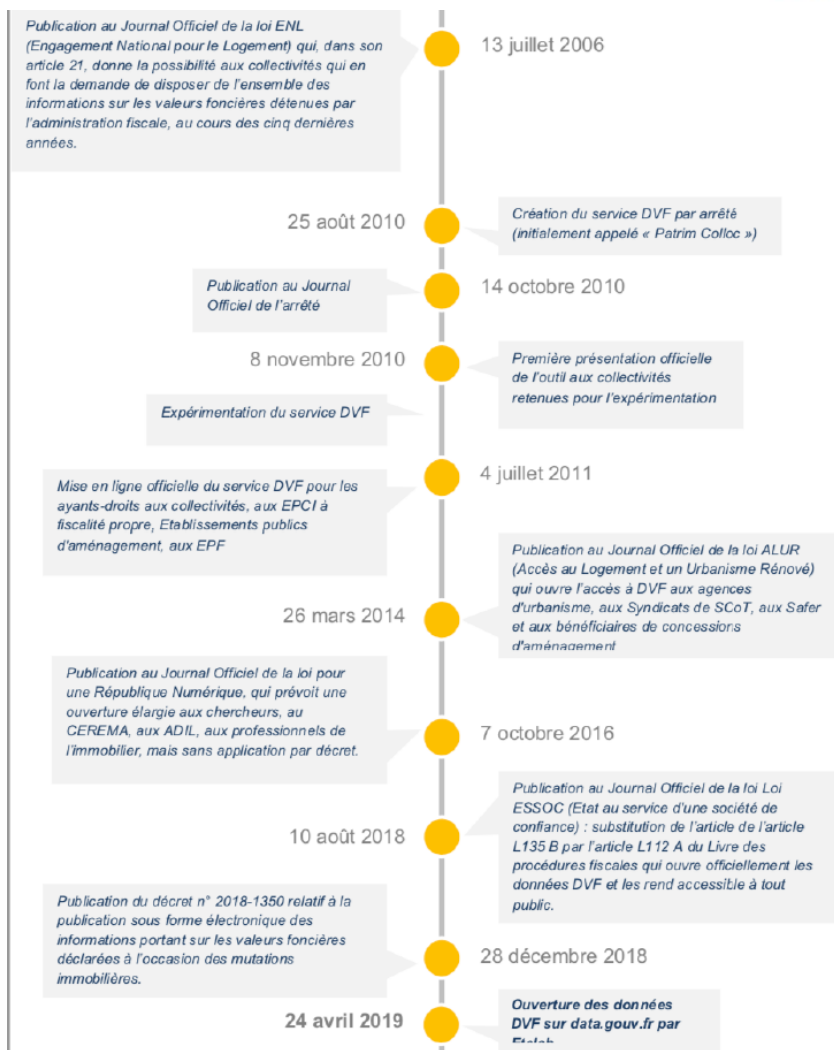 Publication au Journal Officiel de la loi ENL
(Engagement National pour le Logement) qui, dans son
article 21, donne la possibilité aux collectivités qui en
font la demande de disposer de l'ensemble des
informations sur les valeurs foncières détenues par
l'administration fiscale, au cours des cinq dernières
années.
13 juillet 2006
25 août 2010
Création du service DVF par arrêté
(initialement appelé « Patrim Colloc »)
Publication au Journal
Officiel de l'arrêté
14 octobre 2010
8 novembre 2010
Première présentation officielle
de l'outil aux collectivités
retenues pour l'expérimentation
Expérimentation du service DVF
4 juillet 2011
Mise en ligne officielle du service DVF pour les
ayants-droits aux collectivités, aux EPCI à
fiscalité propre, Etablissements publics
d'aménagement, aux EPF
Publication au Journal Officiel de la loi ALUR
(Accès au Logement et un Urbanisme Rénové)
qui ouvre l'accès à DVF aux agences
d'urbanisme, aux Syndicats de SCoT, aux Safer
et aux bénéficiaires de concessions
d'aménagement
26 mars 2014
Publication au Journal Officiel de la loi pour
une République Numérique, qui prévoit une
ouverture élargie aux chercheurs, au
CEREMA, aux ADIL, aux professionnels de
l'immobilier, mais sans application par décret.
7 octobre 2016
Publication au Journal Officiel de la loi Loi
ESSOC (Etat au service d'une société de
confiance) : substitution de l'article de l'article
L135 B par l'article L112 A du Livre des
procédures fiscales qui ouvre officiellement les
données DVF et les rend accessible à tout
public.
10 août 2018
Publication du décret n° 2018-1350 relatif à la
publication sous forme électronique des
informations portant sur les valeurs foncières
déclarées à l'occasion des mutations
immobilières.
28 décembre 2018
24 avril 2019
Ouverture des données
DVF sur data.gouv.fr par